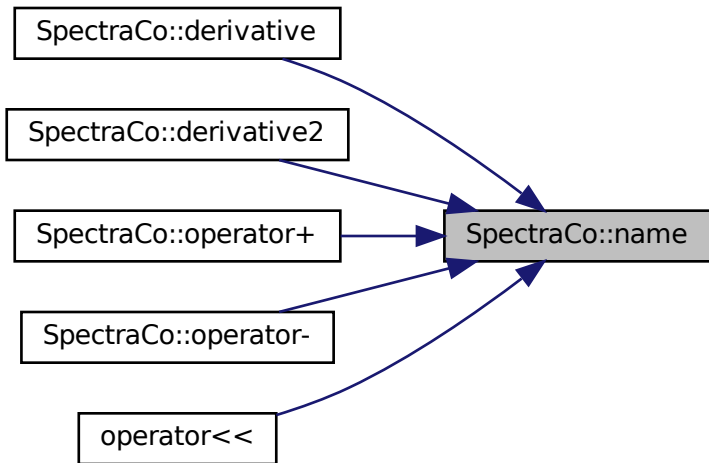 SpectraCo::derivative
SpectraCo::derivative2
SpectraCo::operator+
SpectraCo::name
SpectraCo::operator-
operator<<